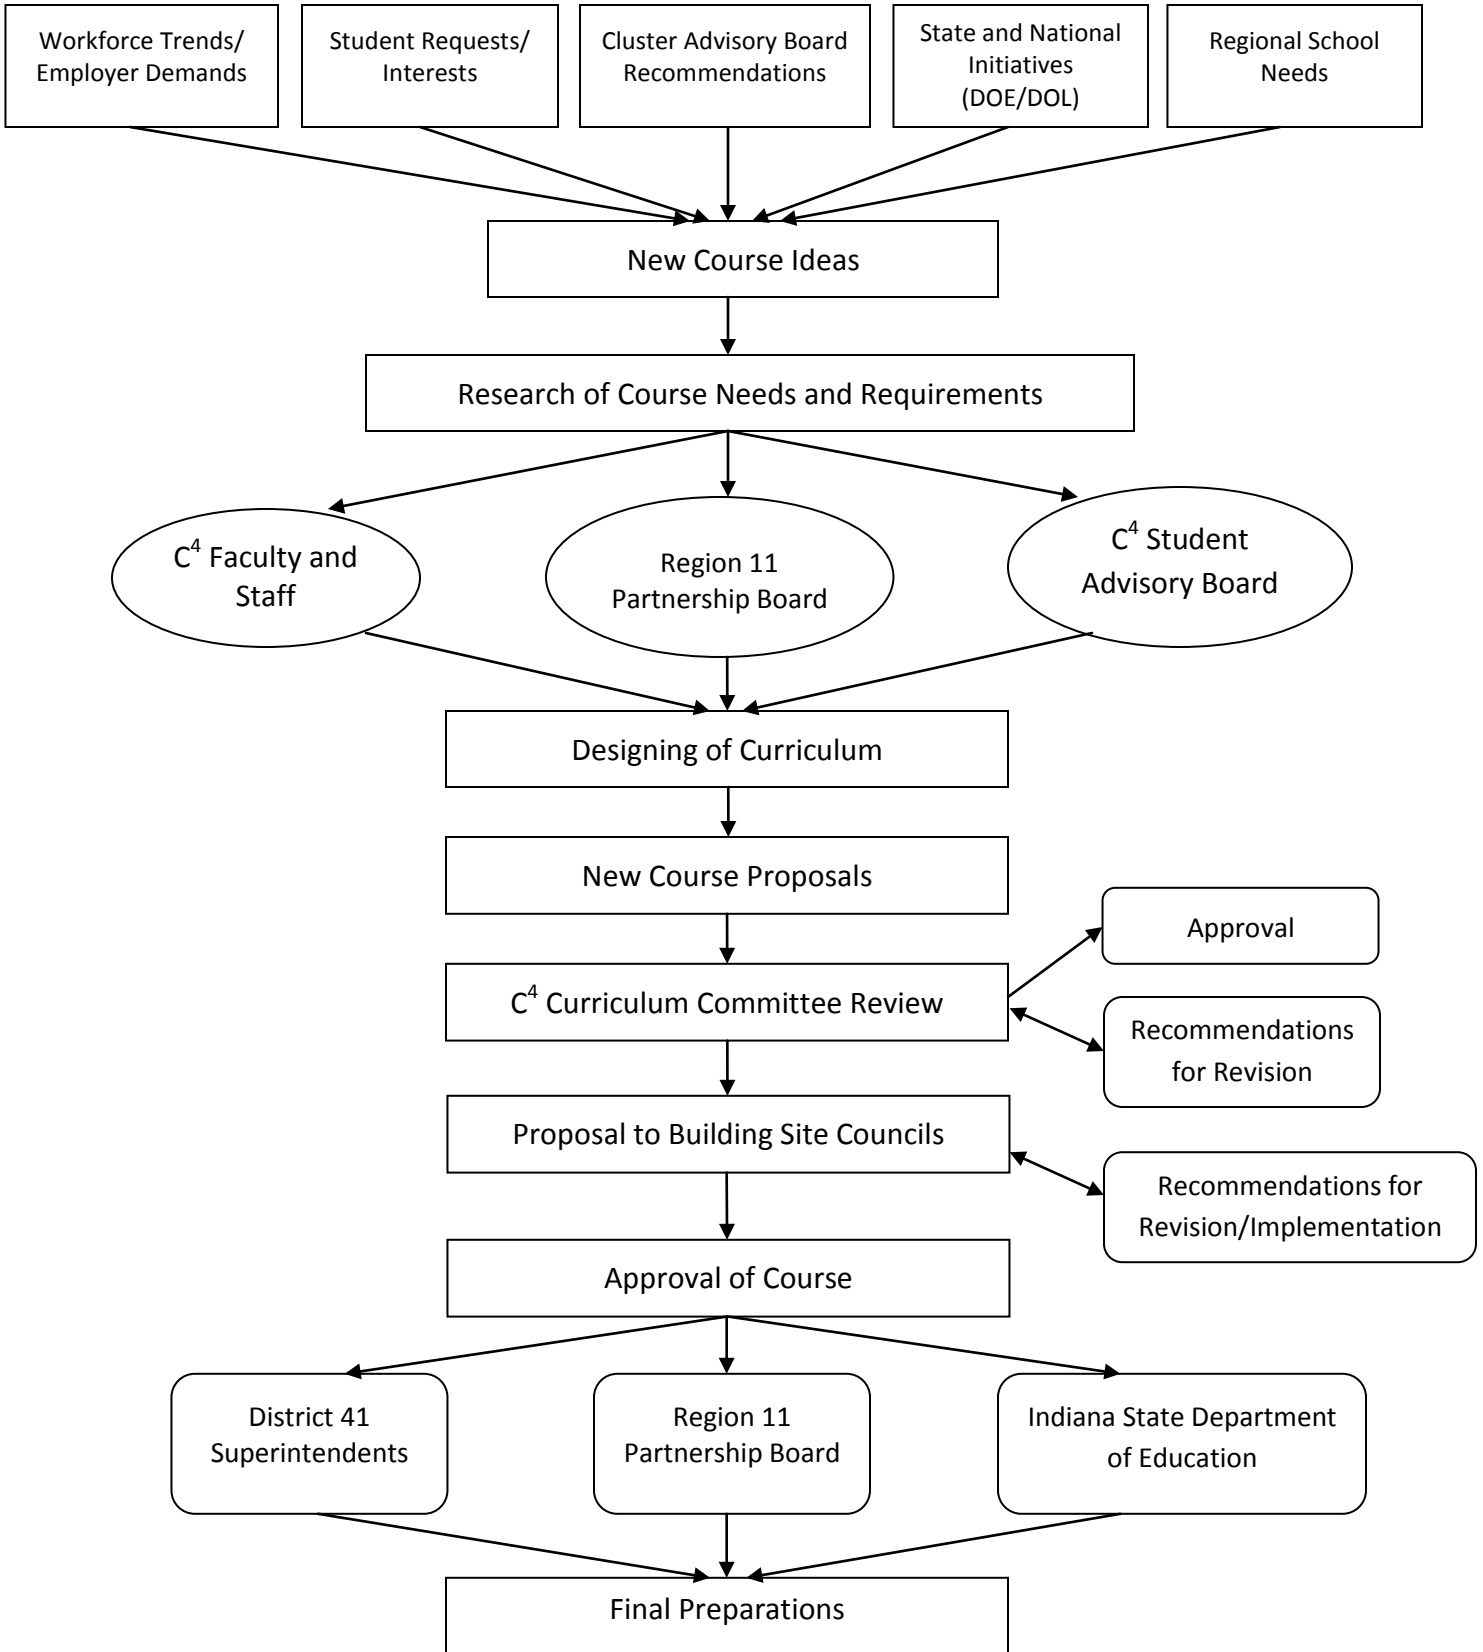 Workforce Trends/
Employer Demands
Student Requests/
Interests
Cluster Advisory Board
Recommendations
State and National
Initiatives
(DOE/DOL)
Regional School
Needs
New Course Ideas
Research of Course Needs and Requirements
C⁴ Faculty and
Staff
Region 11
Partnership Board
C⁴ Student
Advisory Board
Designing of Curriculum
New Course Proposals
Approval
C⁴ Curriculum Committee Review
Recommendations
for Revision
Proposal to Building Site Councils
Recommendations for
Revision/Implementation
Approval of Course
District 41
Superintendents
Region 11
Partnership Board
Indiana State Department
of Education
Final Preparations